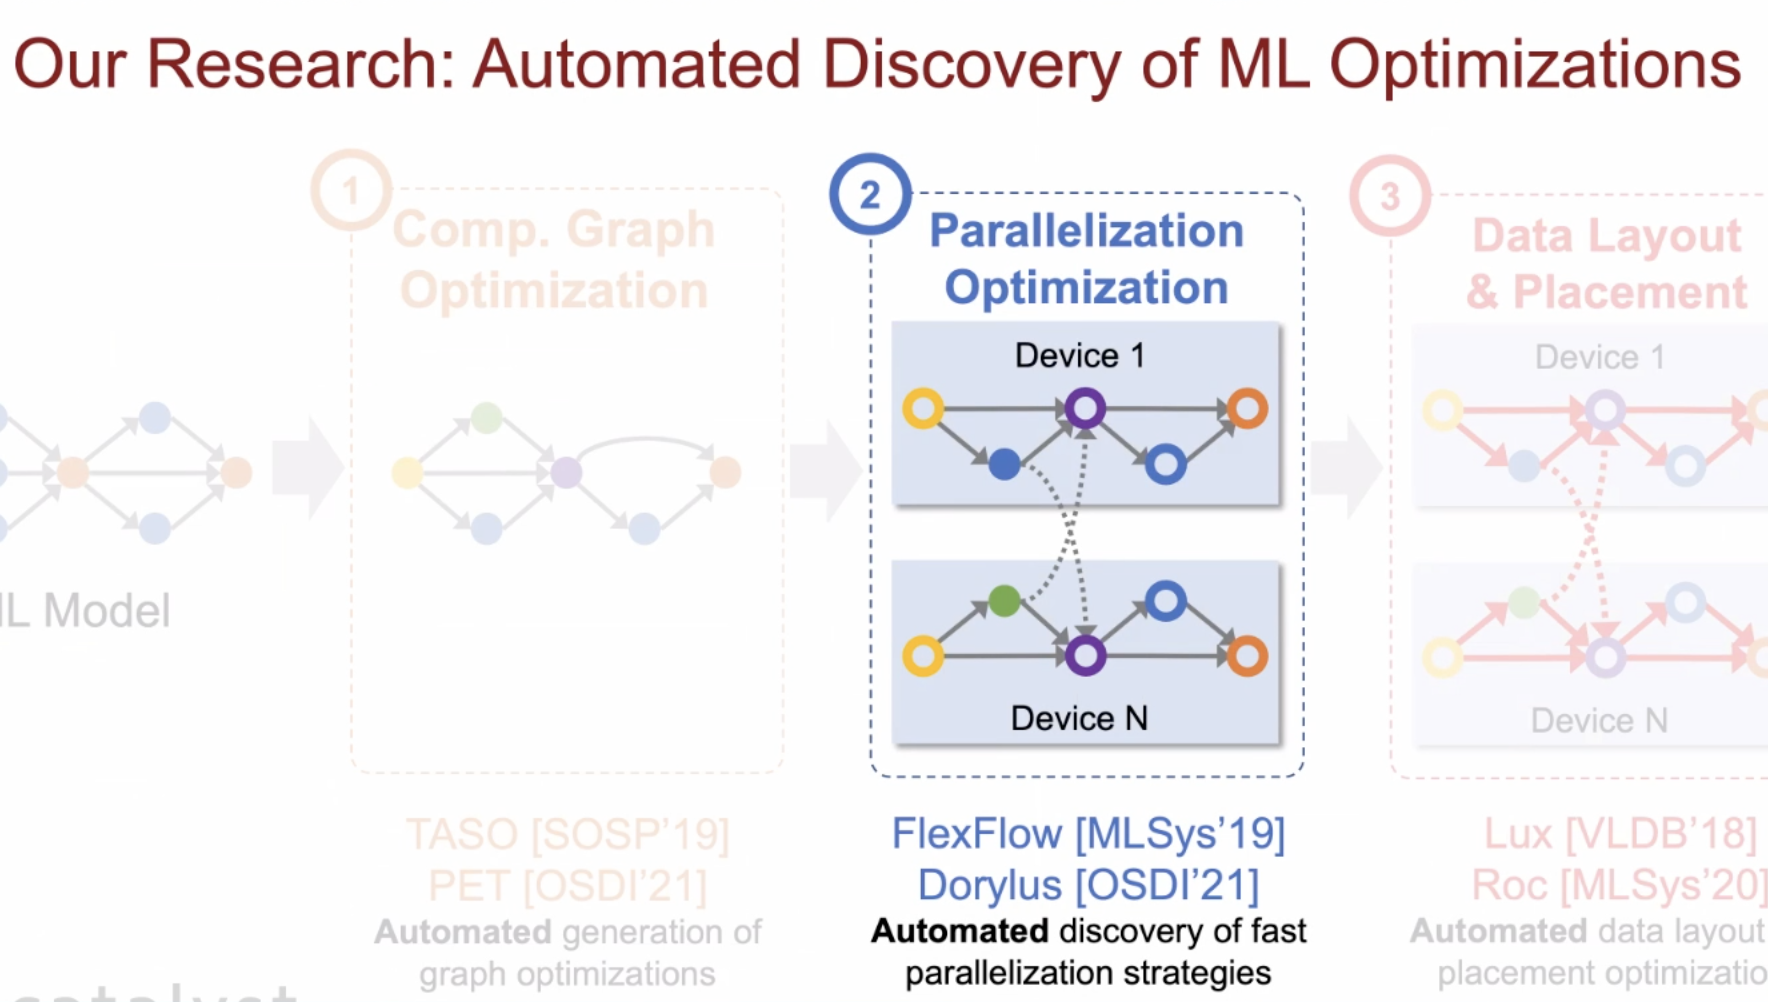 Our Research: Automated Discovery of ML Optimizations
1
Comp. Graph
Optimization
2
Parallelization
Optimization
3
Data Layout
& Placement
Device 1
Device N
Device 1
Device N
Model
TASO [SOSP’19]
PET [OSDI’21]
Automated generation of
graph optimizations
FlexFlow [MLSys’19]
Dorylus [OSDI’21]
Automated discovery of fast
parallelization strategies
Lux [VLDB’18]
Roc [MLSys’20]
Automated data layout
placement
catalyst